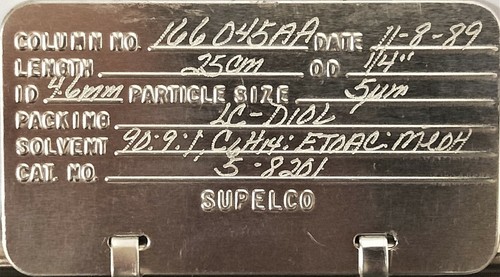 COLUMN NO. 166045AA DATE 11-8-89
LENGTH 25cm OD 1/4"
ID 4.6mm PARTICLE SIZE 5µm
PACKING LC-DIOL
SOLVENT 90:9:1, C6H14: ETOAC: MeOH
CAT. NO. 5-8201
SUPELCO